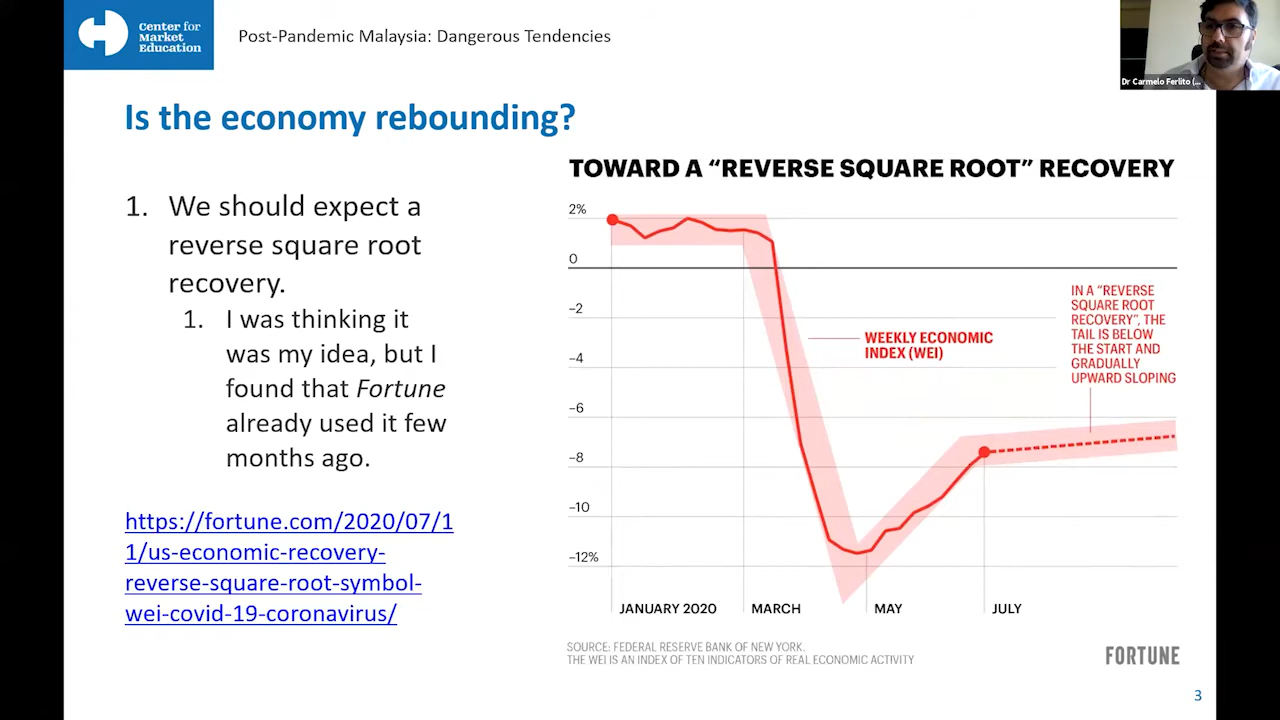 Center for
Market
Education
Post-Pandemic Malaysia: Dangerous Tendencies
Dr Carmelo Ferlito (...
Is the economy rebounding?
1. We should expect a
reverse square root
recovery.
1. I was thinking it
was my idea, but I
found that Fortune
already used it few
months ago.
https://fortune.com/2020/07/1
1/us-economic-recovery-
reverse-square-root-symbol-
wei-covid-19-coronavirus/
TOWARD A “REVERSE SQUARE ROOT” RECOVERY
2%
0
–2
–4
–6
–8
–10
–12%
WEEKLY ECONOMIC
INDEX (WEI)
IN A “REVERSE
SQUARE ROOT
RECOVERY”, THE
TAIL IS BELOW
THE START AND
GRADUALLY
UPWARD SLOPING
JANUARY 2020
MARCH
MAY
JULY
SOURCE: FEDERAL RESERVE BANK OF NEW YORK.
THE WEI IS AN INDEX OF TEN INDICATORS OF REAL ECONOMIC ACTIVITY
FORTUNE
3